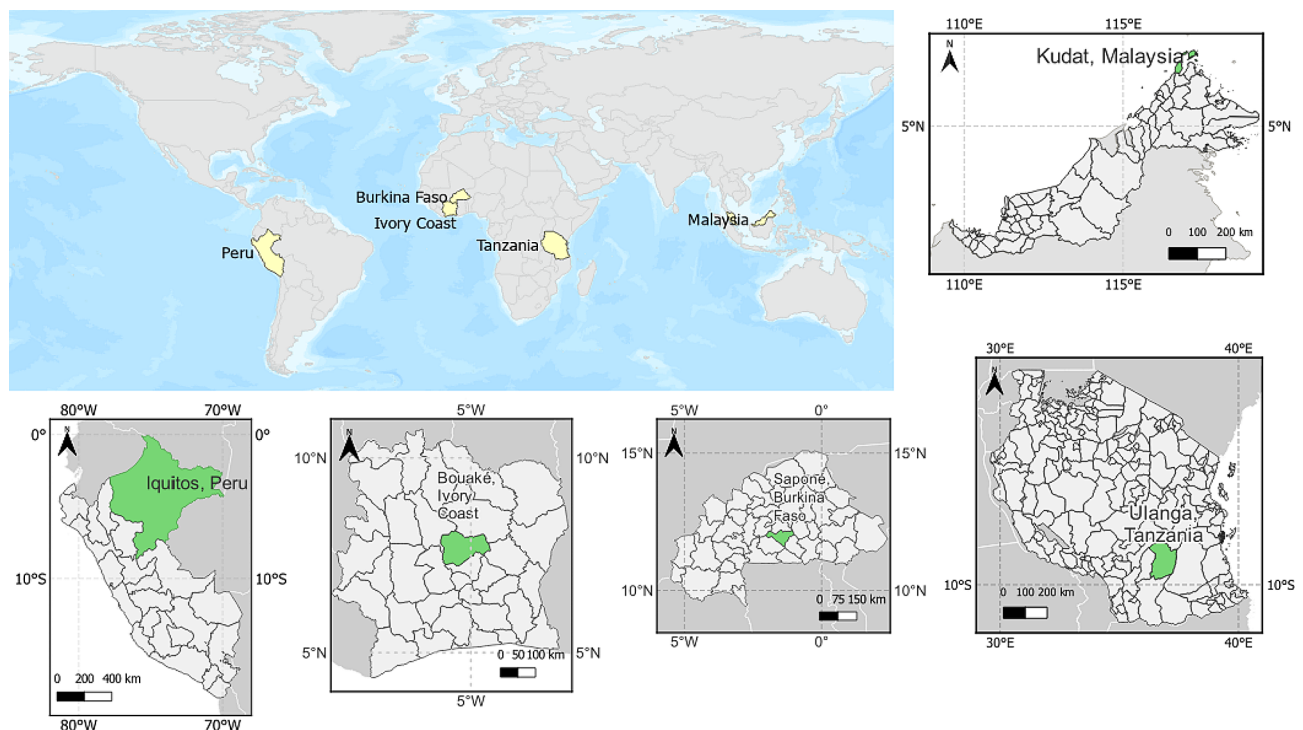 Burkina Faso
Ivory Coast
Peru
Tanzania
Malaysia
110°E 115°E
N
Kudat, Malaysia
5°N 5°N
0 100 200 km
110°E 115°E
80°W 70°W
N
0° 0°
Iquitos, Peru
10°S 10°S
0 200 400 km
80°W 70°W
5°W
N
10°N 10°N
Bouaké,
Ivory
Coast
5°N 5°N
0 50 100 km
5°W
5°W 0°
N
15°N 15°N
Saponé,
Burkina
Faso
10°N 10°N
0 75 150 km
5°W 0°
30°E 40°E
N
Ulanga,
Tanzania
10°S 10°S
0 100 200 km
30°E 40°E